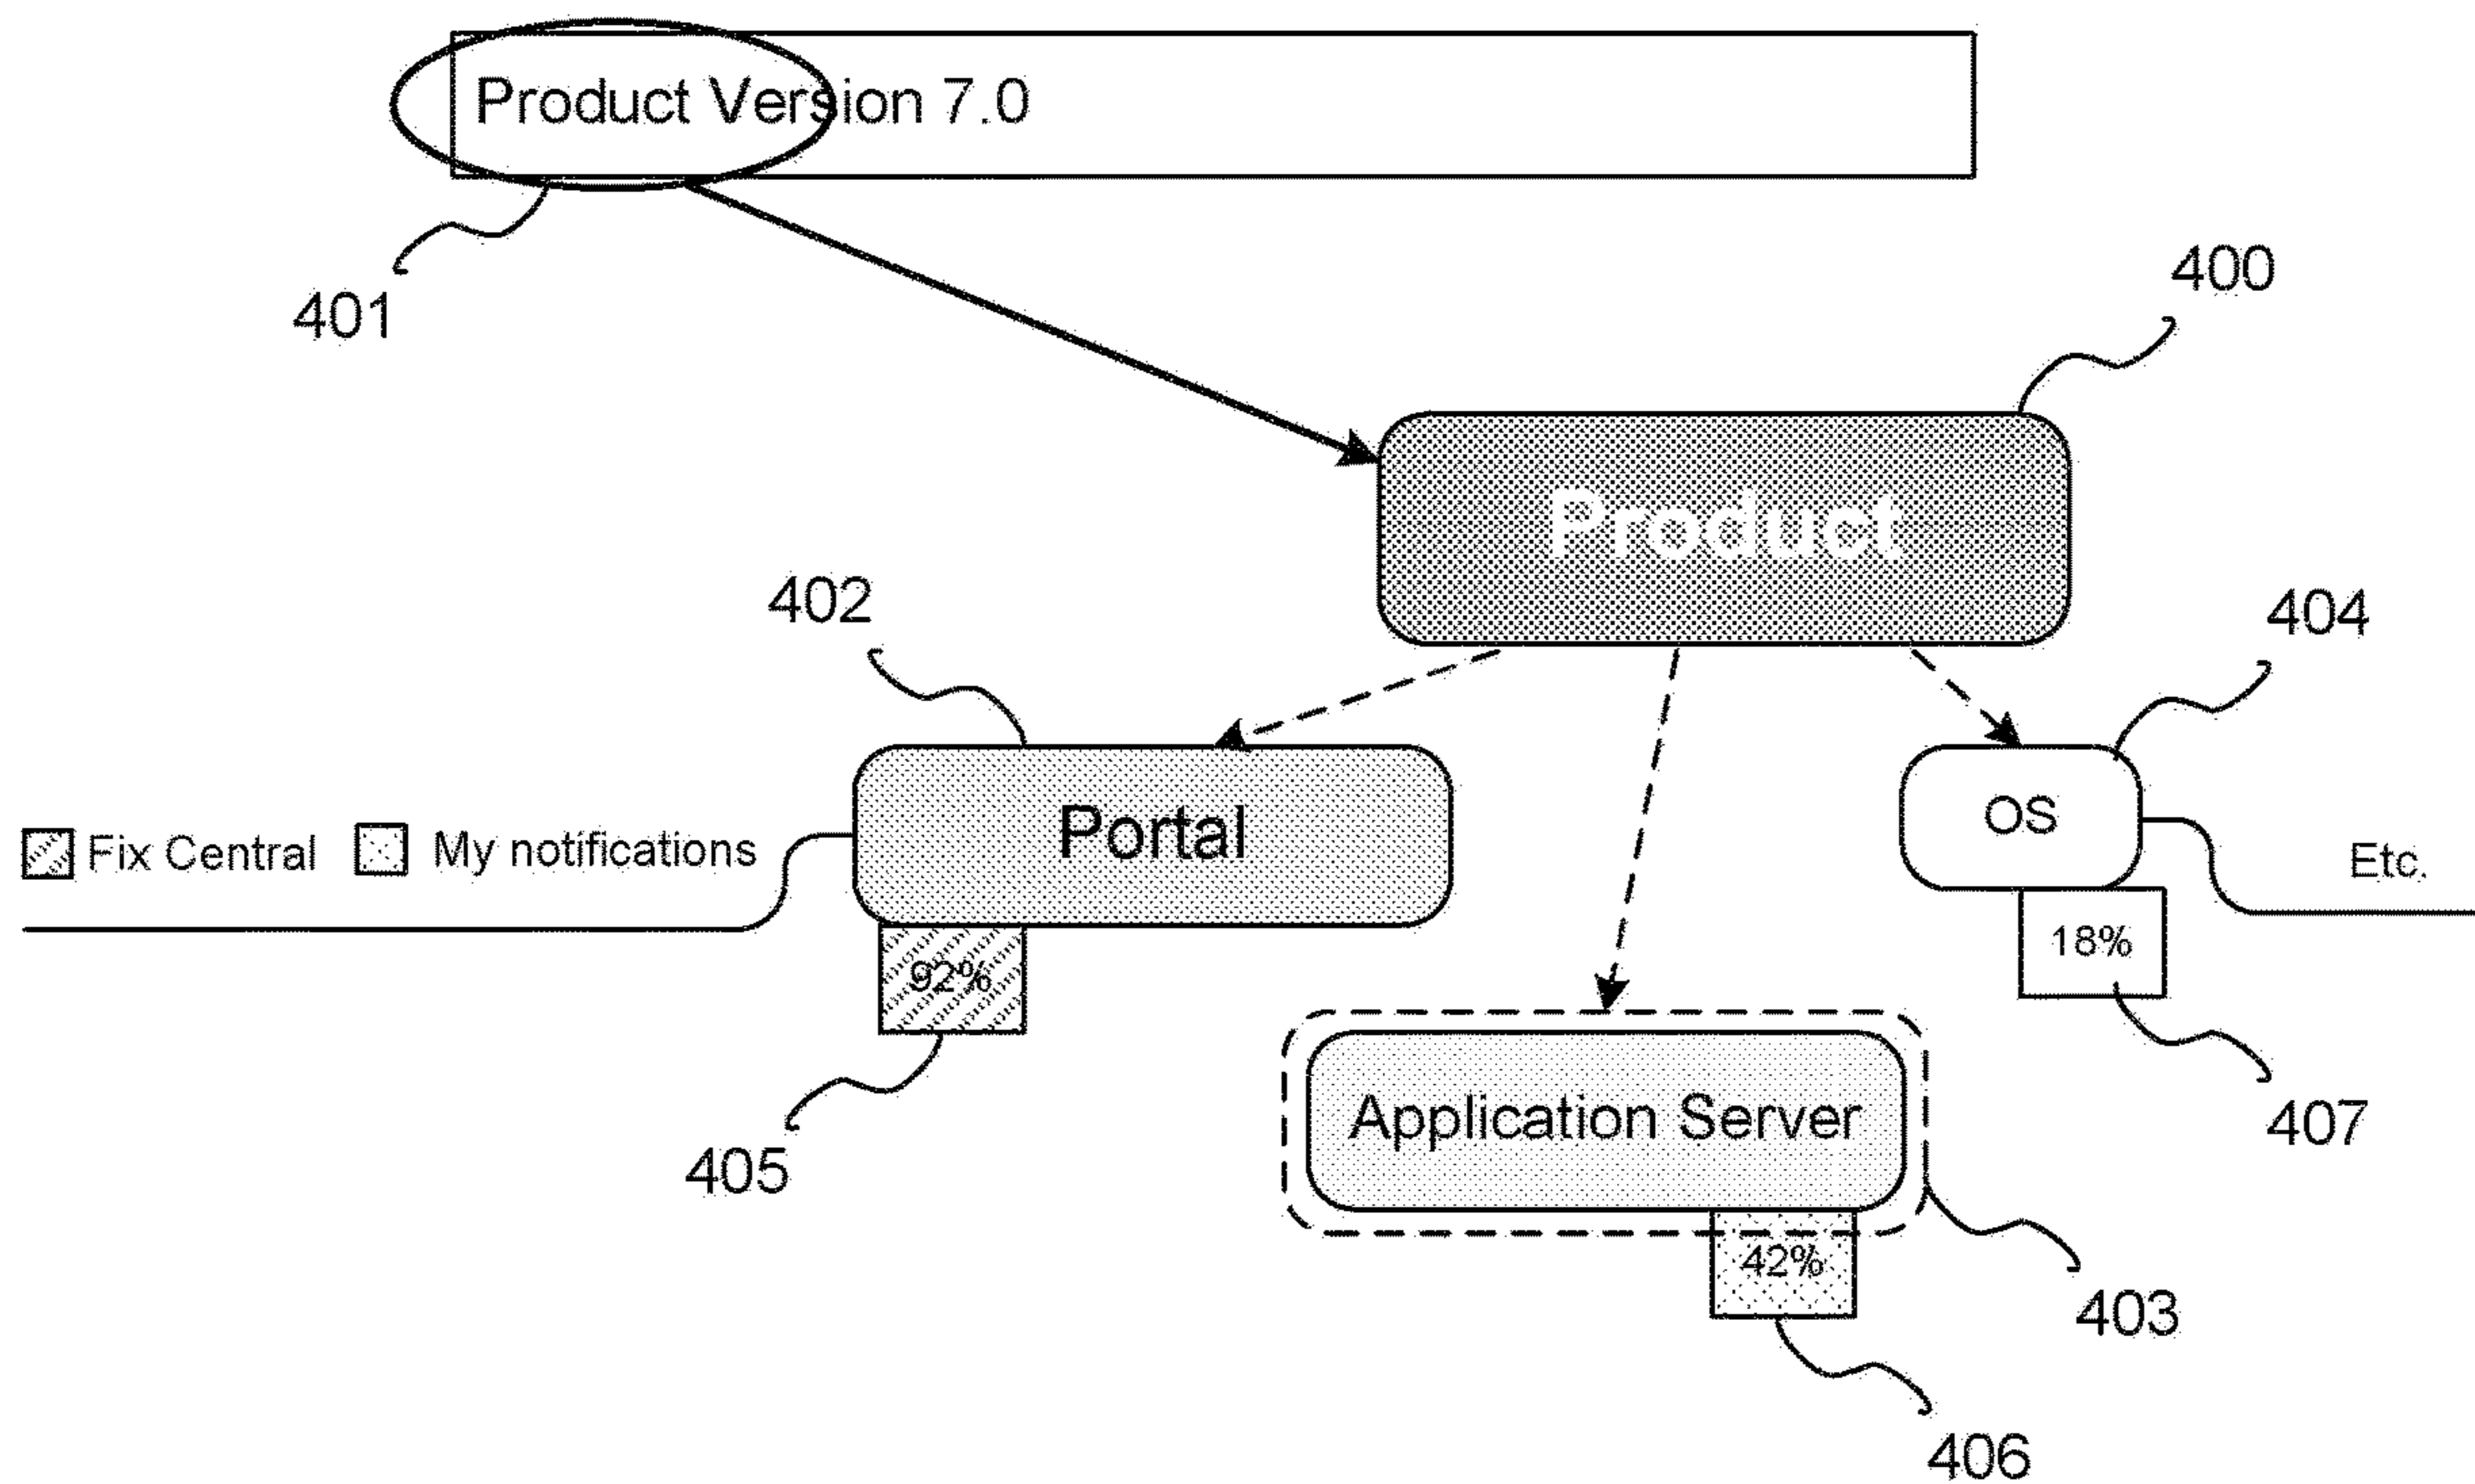 Product Version 7.0
401
400
Product
402
404
Portal
OS
Fix Central
My notifications
Etc.
92%
18%
405
Application Server
407
42%
403
406